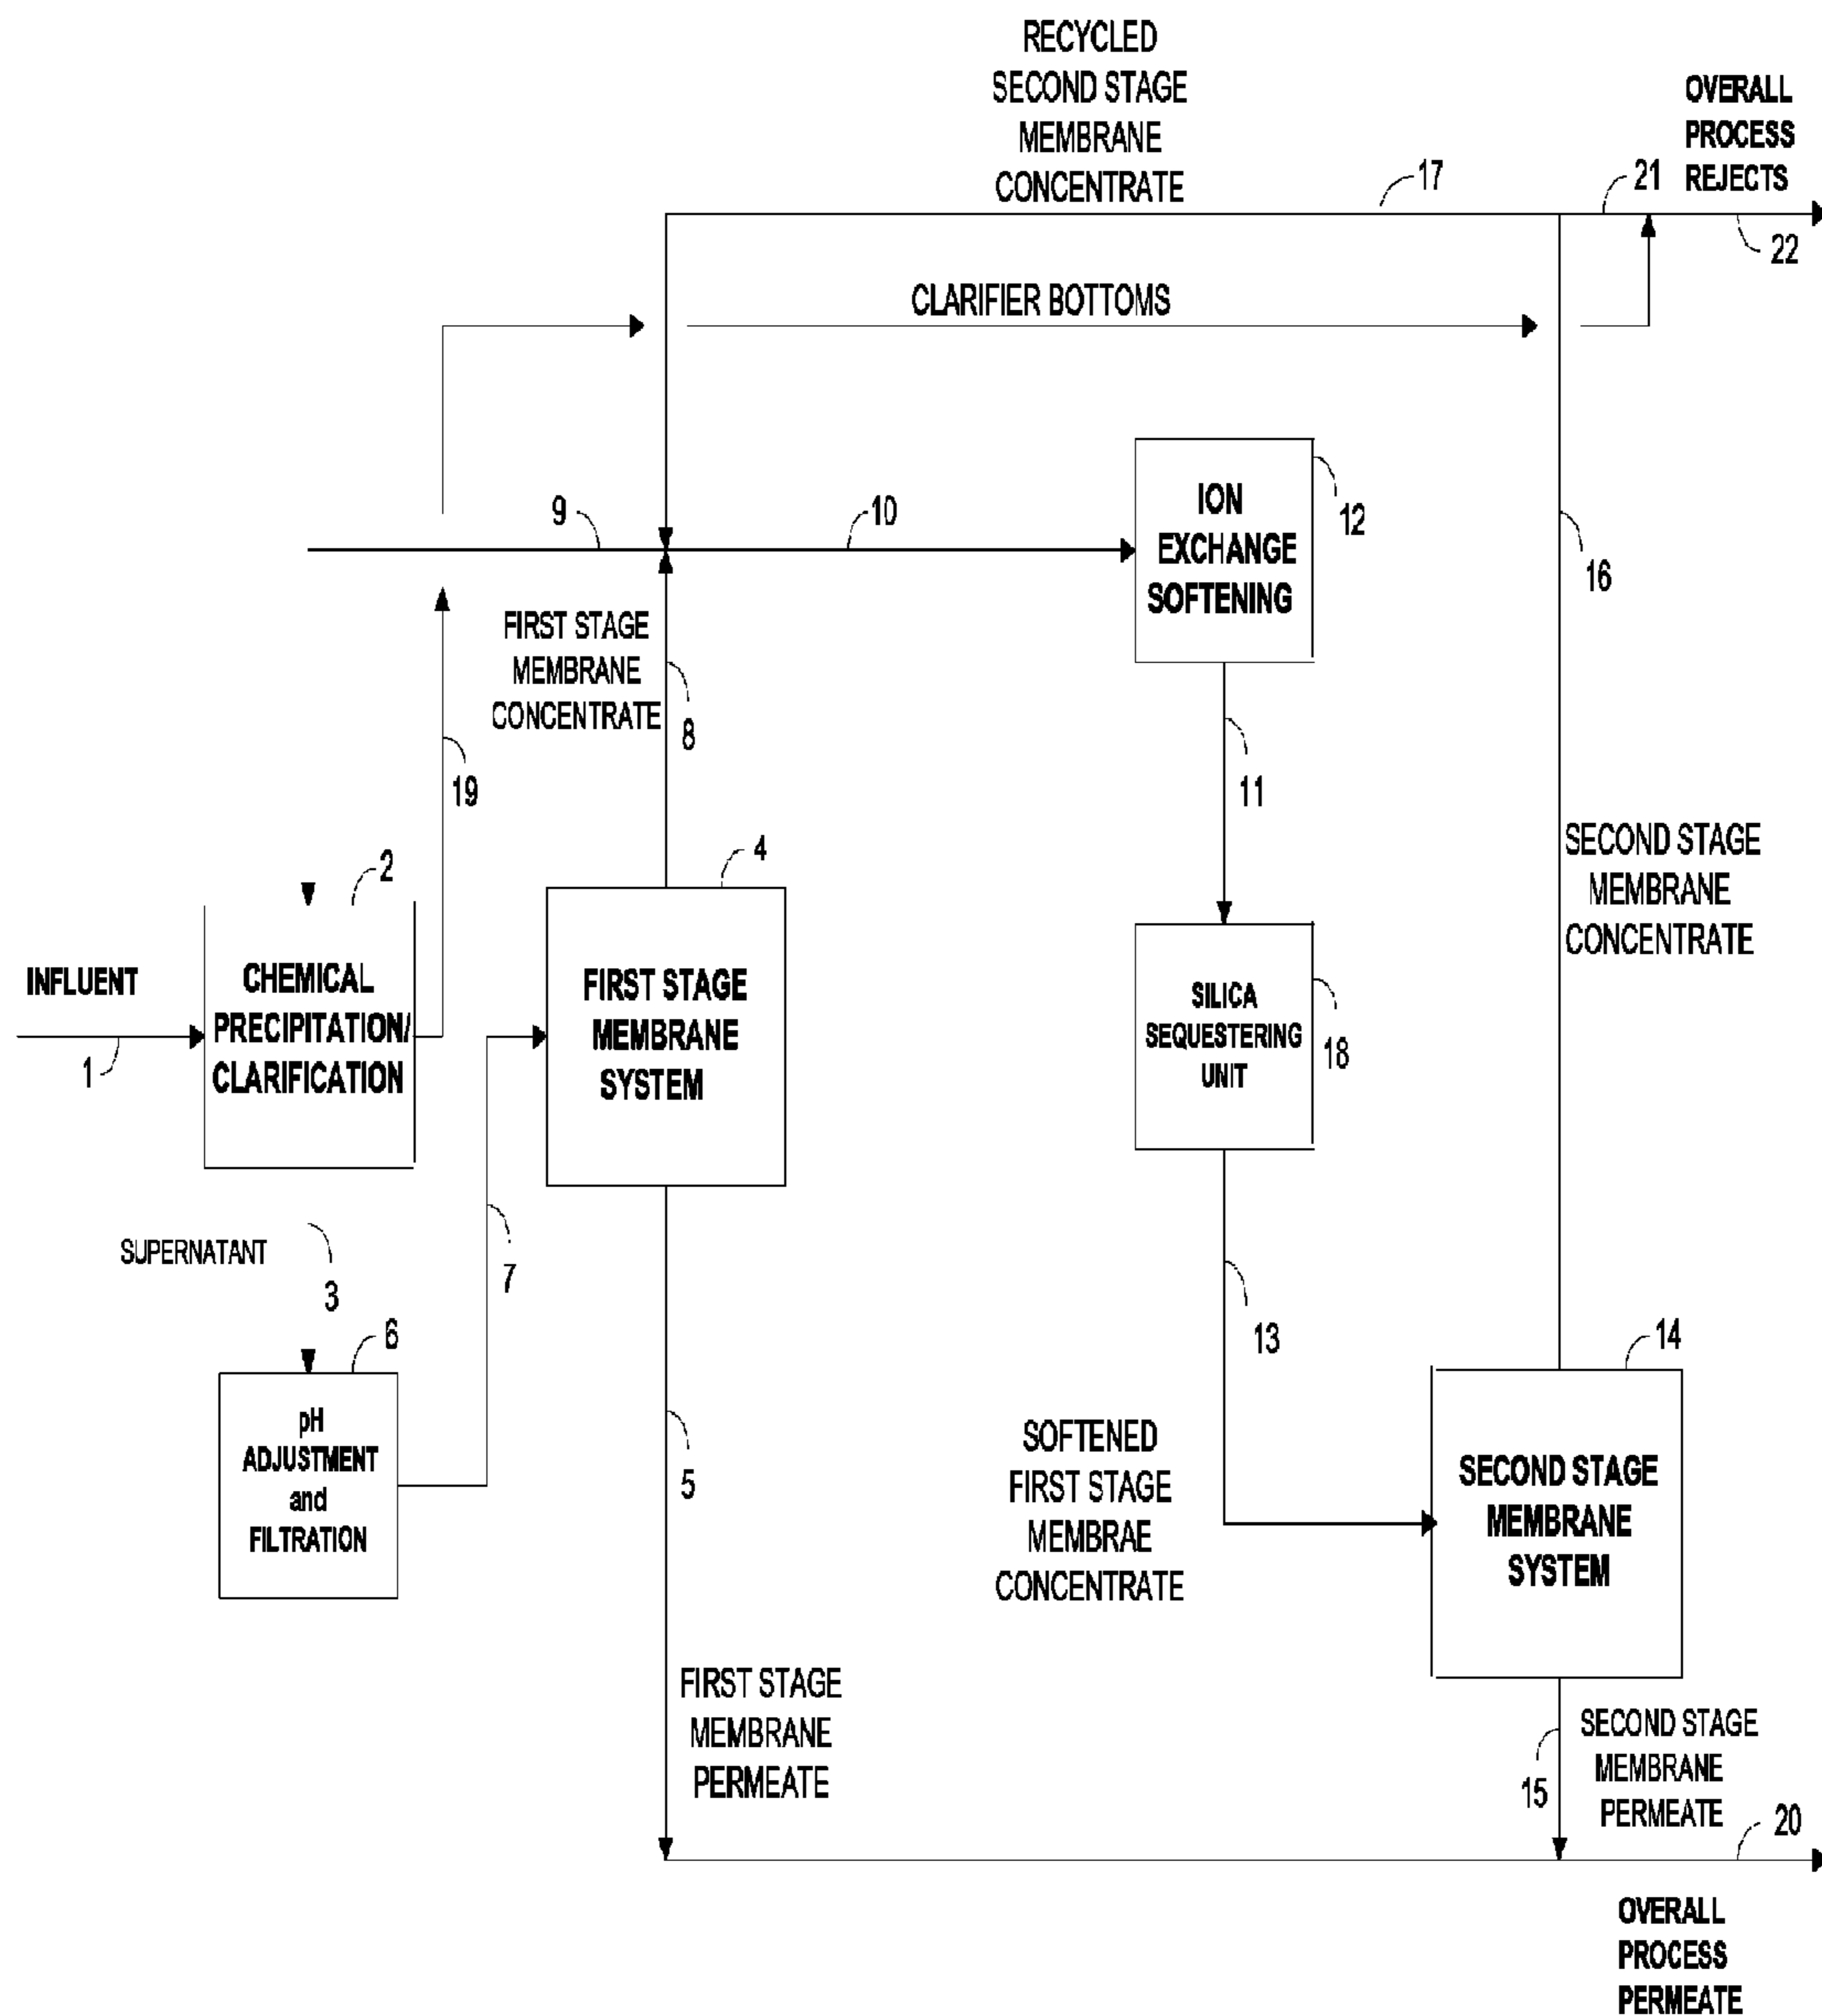 RECYCLED
SECOND STAGE
MEMBRANE
CONCENTRATE
OVERALL
PROCESS
REJECTS
17
21
22
CLARIFIER BOTTOMS
9
10
ION
EXCHANGE
SOFTENING
12
16
FIRST STAGE
MEMBRANE
CONCENTRATE
8
19
11
SECOND STAGE
MEMBRANE
CONCENTRATE
2
4
INFLUENT
1
CHEMICAL
PRECIPITATION/
CLARIFICATION
FIRST STAGE
MEMBRANE
SYSTEM
SILICA
SEQUESTERING
UNIT
18
SUPERNATANT
3
7
6
pH
ADJUSTMENT
and
FILTRATION
5
13
14
SOFTENED
FIRST STAGE
MEMBRAE
CONCENTRATE
SECOND STAGE
MEMBRANE
SYSTEM
FIRST STAGE
MEMBRANE
PERMEATE
15
SECOND STAGE
MEMBRANE
PERMEATE
20
OVERALL
PROCESS
PERMEATE